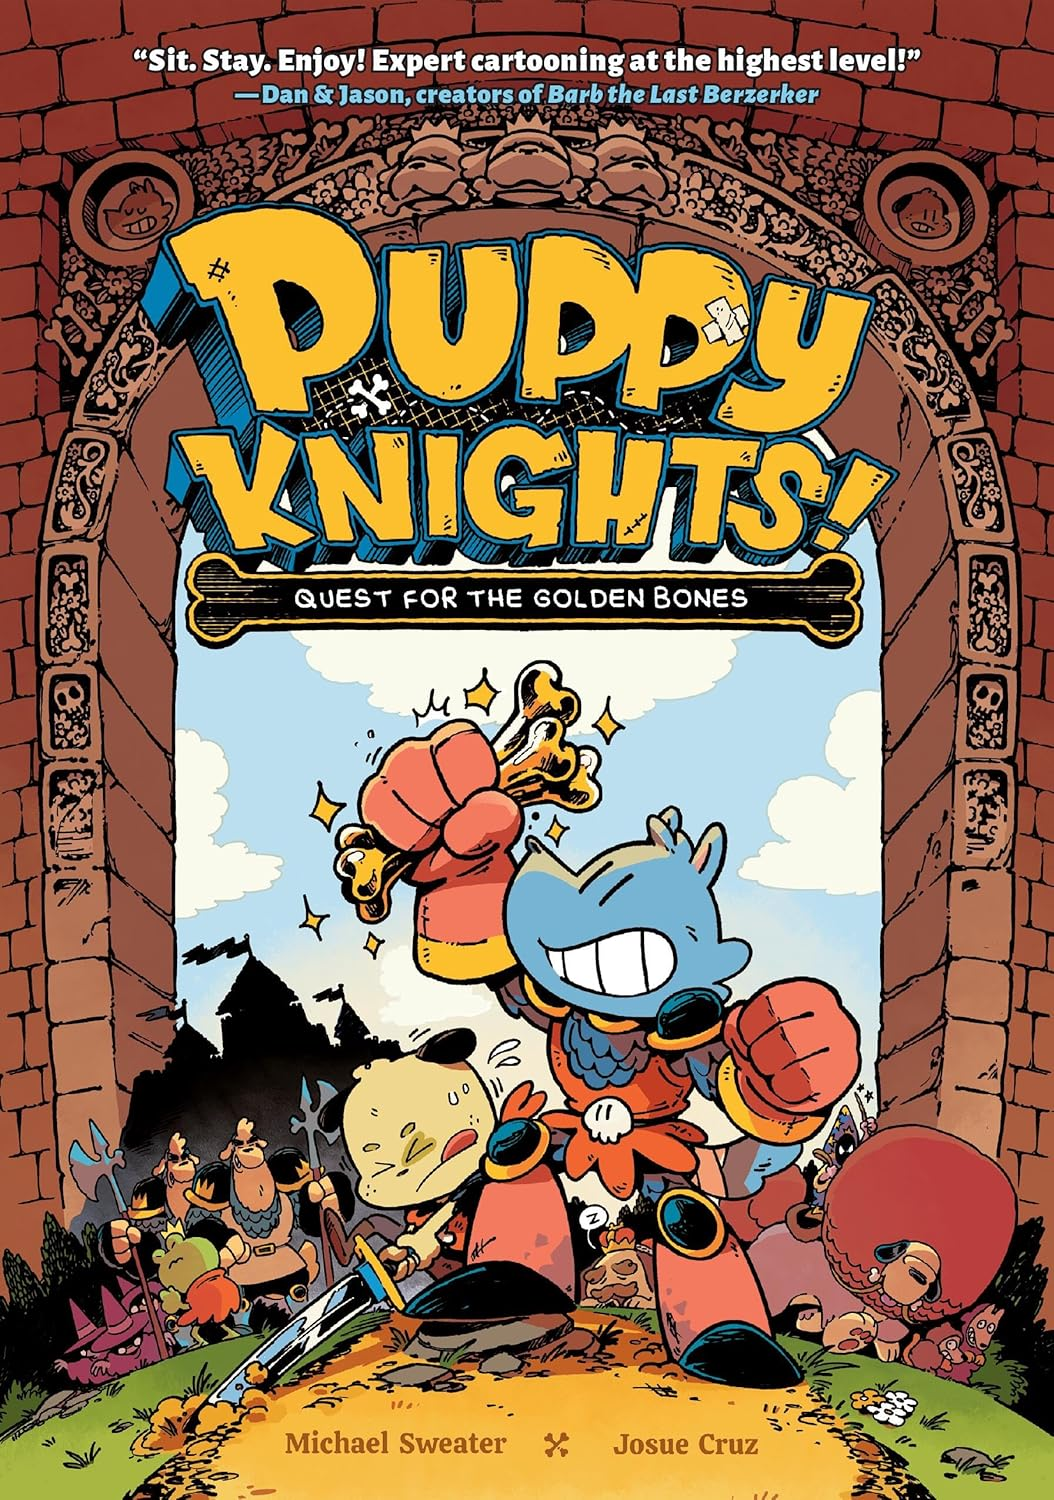 “Sit. Stay. Enjoy! Expert cartooning at the highest level!”
—Dan & Jason, creators of Barb the Last Berzerker
PUPPY
KNIGHTS!
QUEST FOR THE GOLDEN BONES
Z
Michael Sweater
Josue Cruz